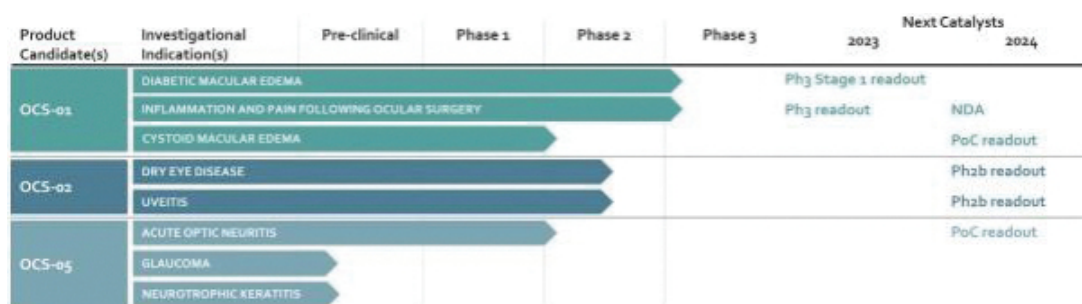 Next Catalysts
Product Candidate(s) Investigational Indication(s) Pre-clinical Phase 1 Phase 2 Phase 3 2023 2024
OCS-01
DIABETIC MACULAR EDEMA Ph3 Stage 1 readout
INFLAMMATION AND PAIN FOLLOWING OCULAR SURGERY Ph3 readout NDA
CYSTOID MACULAR EDEMA PoC readout
OCS-02
DRY EYE DISEASE Ph2b readout
UVEITIS Ph2b readout
OCS-05
ACUTE OPTIC NEURITIS PoC readout
GLAUCOMA
NEUROTROPHIC KERATITIS